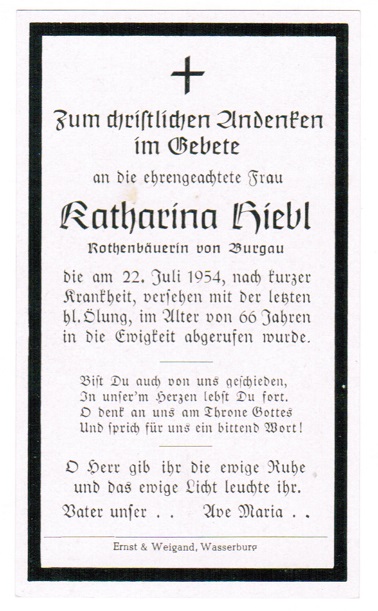 Zum christlichen Andenken
im Gebete
an die ehrengeachtete Frau
Katharina Hiebl
Rothenbäuerin von Burgau
die am 22. Juli 1954, nach kurzer
Krankheit, versehen mit der letzten
hl. Ölung, im Alter von 66 Jahren
in die Ewigkeit abgerufen wurde.
Bist Du auch von uns geschieden,
In unser'm Herzen lebst Du fort.
O denk an uns am Throne Gottes
Und sprich für uns ein bittend Wort!
O Herr gib ihr die ewige Ruhe
und das ewige Licht leuchte ihr.
Vater unser . . Ave Maria . .
Ernst & Weigand, Wasserburg